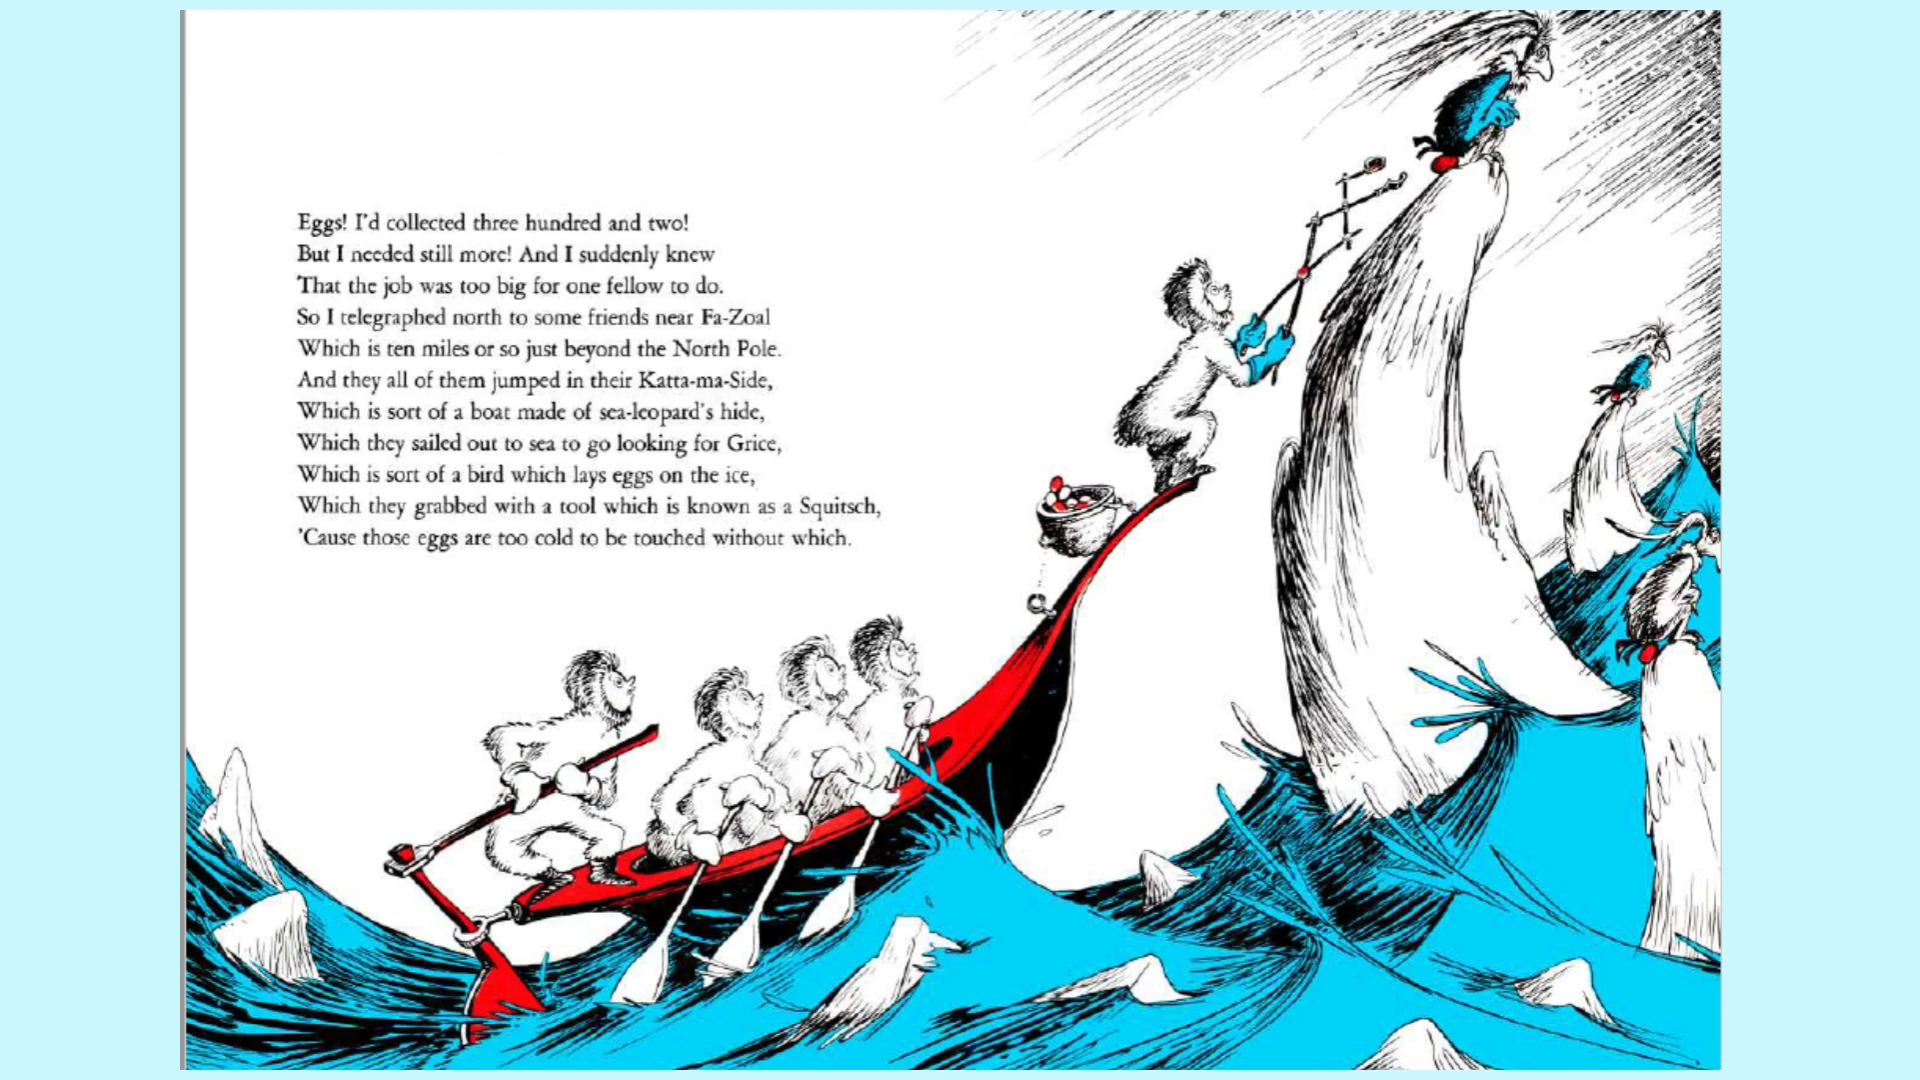 Eggs! I'd collected three hundred and two!
But I needed still more! And I suddenly knew
That the job was too big for one fellow to do.
So I telegraphed north to some friends near Fa-Zoal
Which is ten miles or so just beyond the North Pole.
And they all of them jumped in their Katta-ma-Side,
Which is sort of a boat made of sea-leopard's hide,
Which they sailed out to sea to go looking for Grice,
Which is sort of a bird which lays eggs on the ice,
Which they grabbed with a tool which is known as a Squitsch,
'Cause those eggs are too cold to be touched without which.